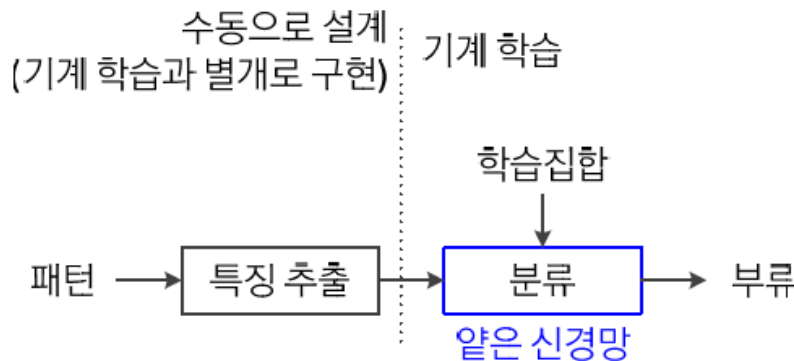 수동으로 설계
(기계 학습과 별개로 구현)
기계 학습
학습집합
패턴
특징 추출
분류
부류
얕은 신경망